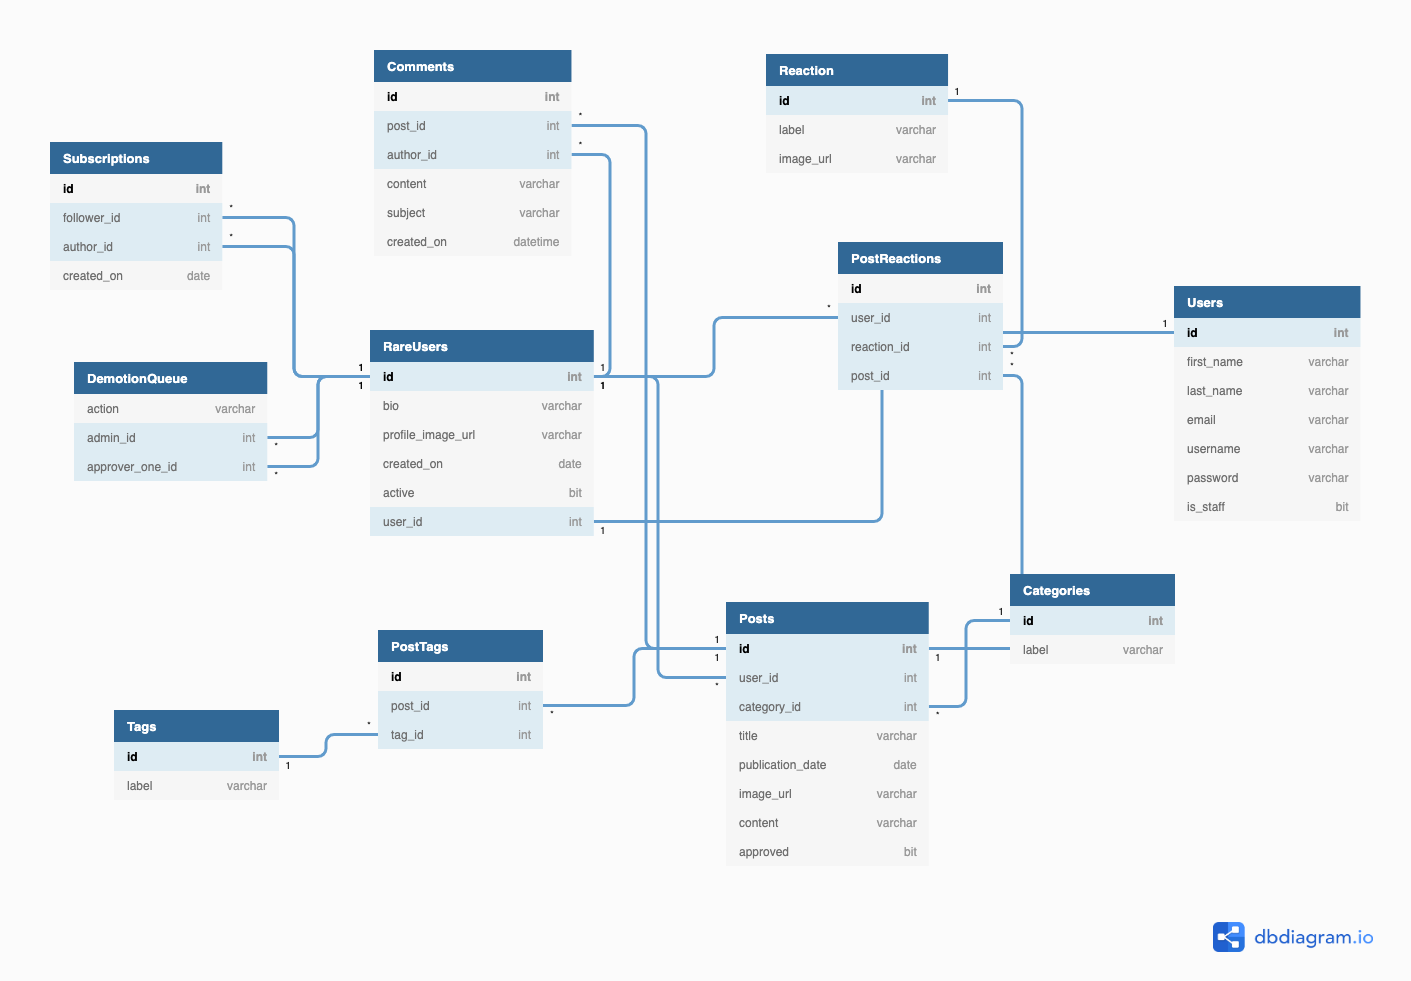 Comments
id int
post_id int
author_id int
content varchar
subject varchar
created_on datetime
Reaction
id int
label varchar
image_url varchar
Subscriptions
id int
follower_id int
author_id int
created_on date
PostReactions
id int
user_id int
reaction_id int
post_id int
Users
id int
first_name varchar
last_name varchar
email varchar
username varchar
password varchar
is_staff bit
RareUsers
id int
bio varchar
profile_image_url varchar
created_on date
active bit
user_id int
DemotionQueue
action varchar
admin_id int
approver_one_id int
Categories
id int
label varchar
Posts
id int
user_id int
category_id int
title varchar
publication_date date
image_url varchar
content varchar
approved bit
PostTags
id int
post_id int
tag_id int
Tags
id int
label varchar
* * 1 * * 1 1 1 1 * * 1 * * 1 * * 1 1 1 * 1 * * * 1
dbdiagram.io